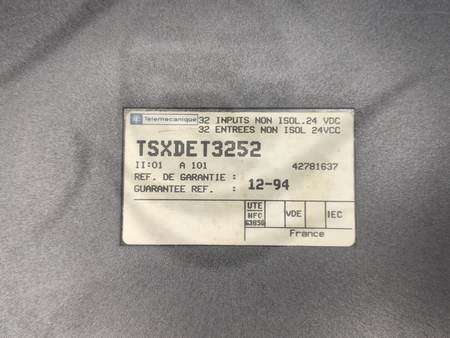 Telemecanique 32 INPUTS NON ISOL.24 VDC
32 ENTREES NON ISOL 24VCC
TSXDET3252
II:01 A 101 42781637
REF. DE GARANTIE :
GUARANTEE REF. : 12-94
UTE
NFC
63850
VDE
IEC
France